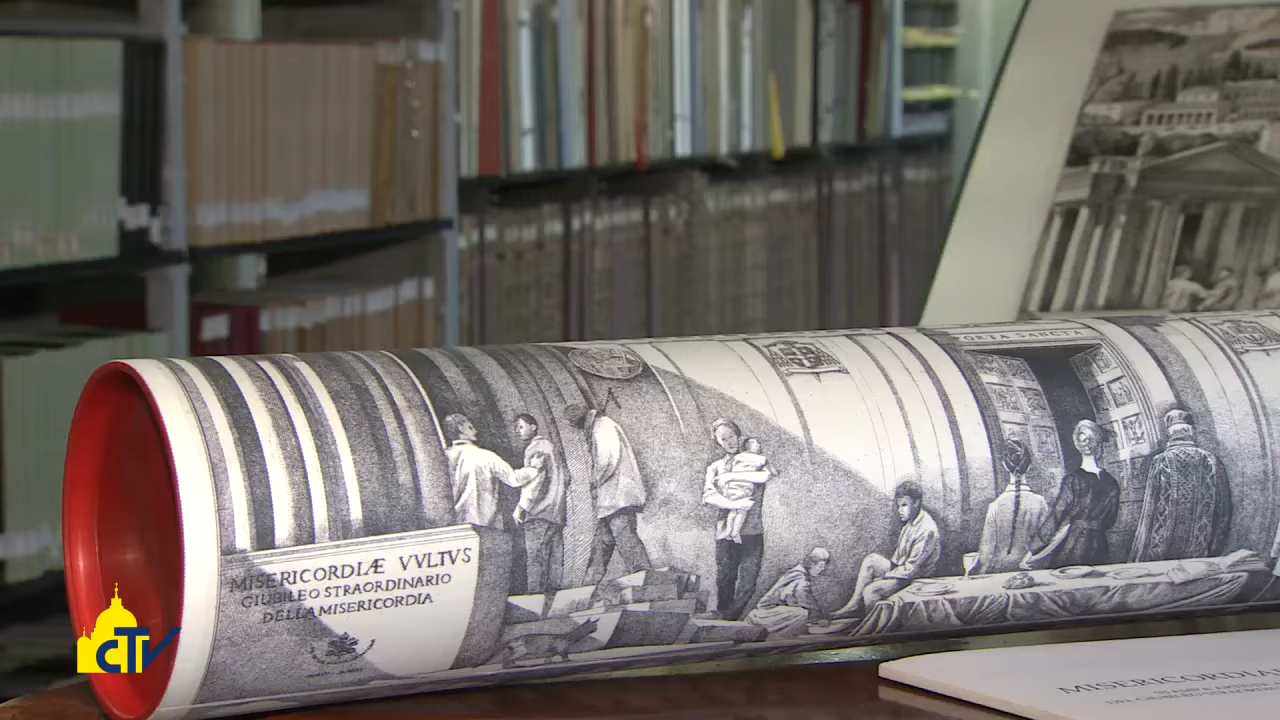 PORTA SANCTA
MISERICORDIÆ VVLTVS
GIUBILEO STRAORDINARIO
DELLA MISERICORDIA
CTV
MISERICORDIA